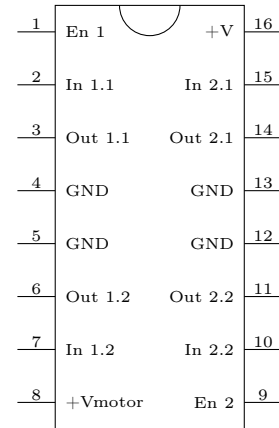 1 En 1 +V 16
2 In 1.1 In 2.1 15
3 Out 1.1 Out 2.1 14
4 GND GND 13
5 GND GND 12
6 Out 1.2 Out 2.2 11
7 In 1.2 In 2.2 10
8 +Vmotor En 2 9